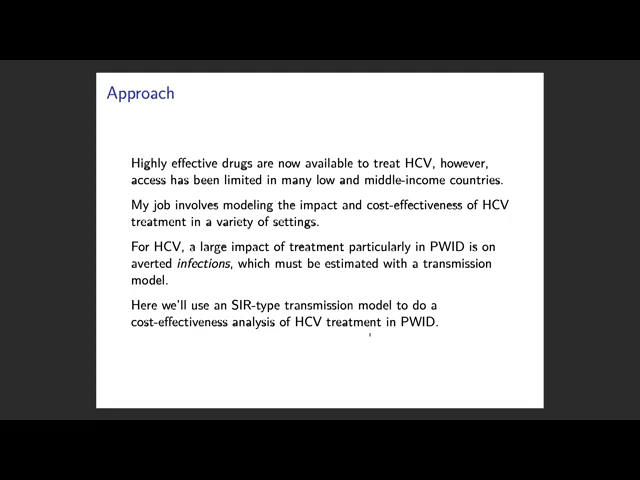 Approach
Highly effective drugs are now available to treat HCV, however,
access has been limited in many low and middle-income countries.
My job involves modeling the impact and cost-effectiveness of HCV
treatment in a variety of settings.
For HCV, a large impact of treatment particularly in PWID is on
averted infections, which must be estimated with a transmission
model.
Here we'll use an SIR-type transmission model to do a
cost-effectiveness analysis of HCV treatment in PWID.